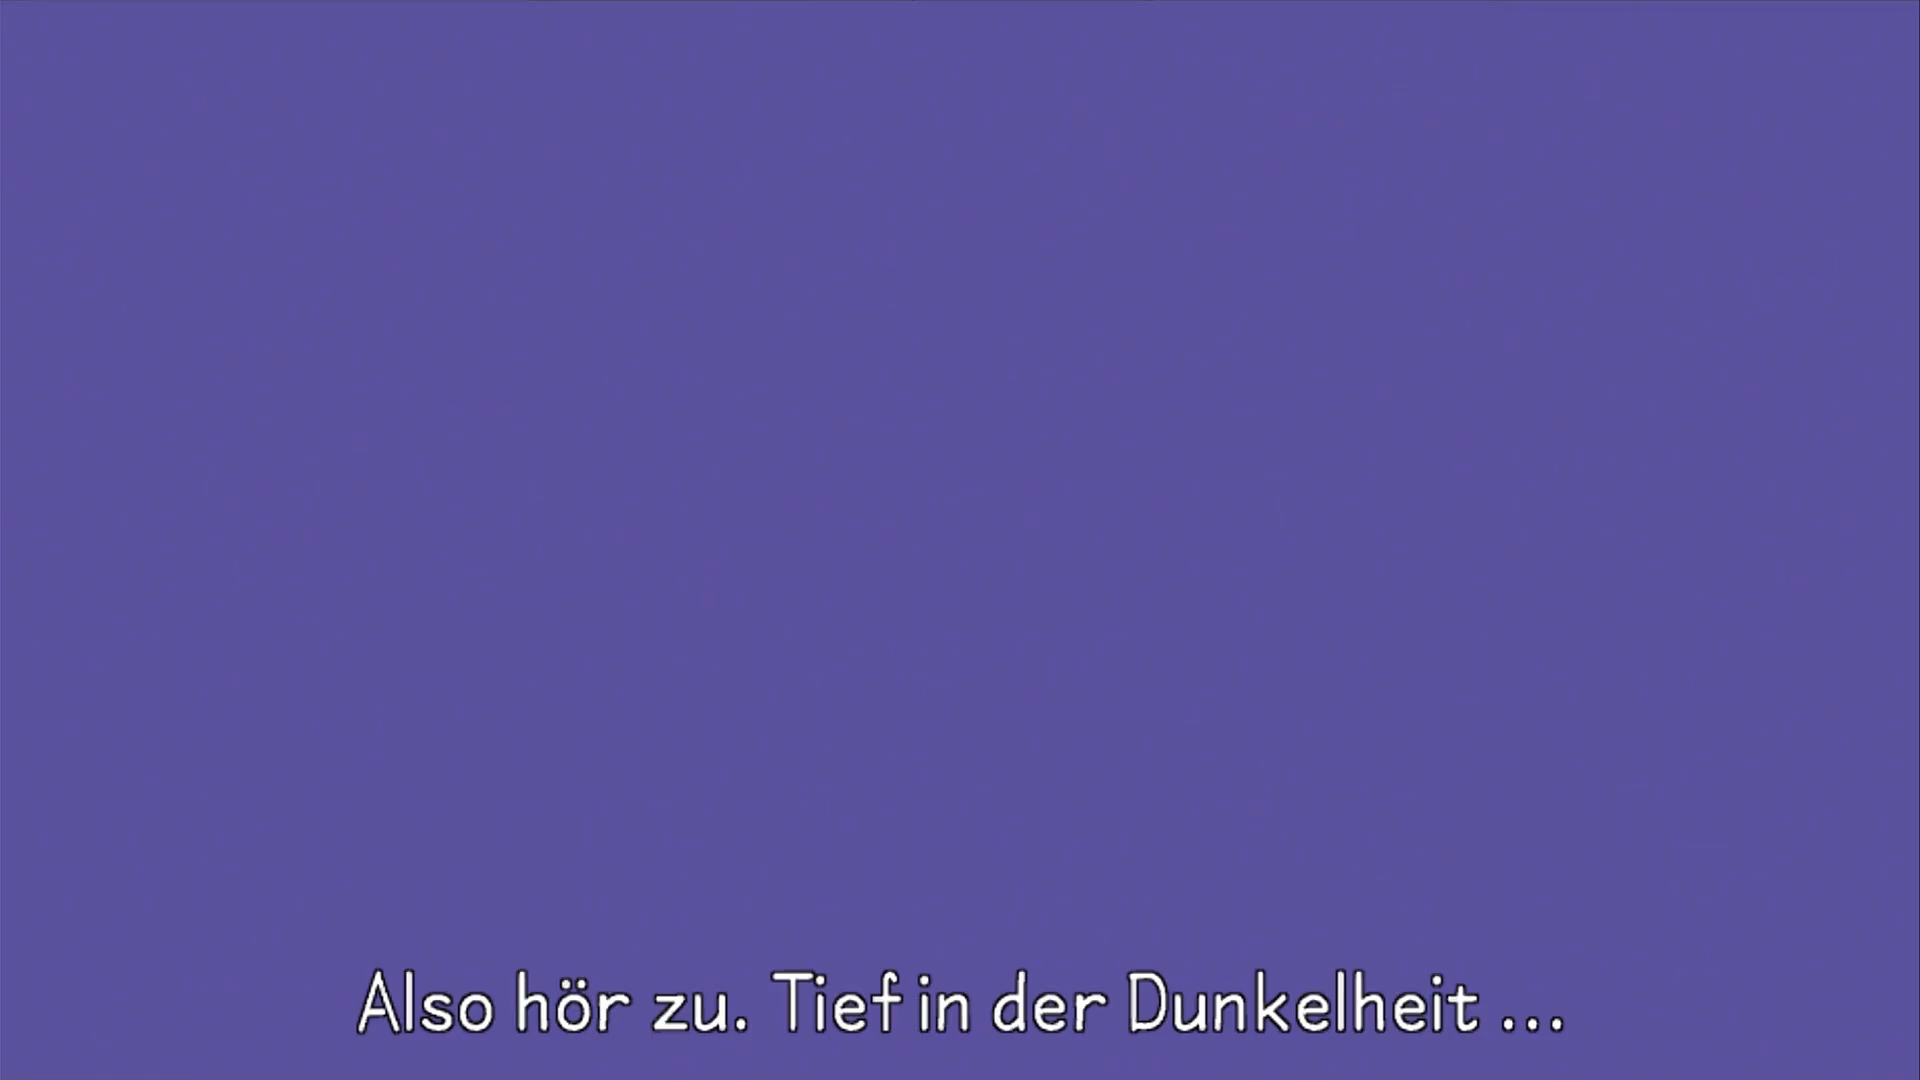 Also hör zu. Tief in der Dunkelheit ...